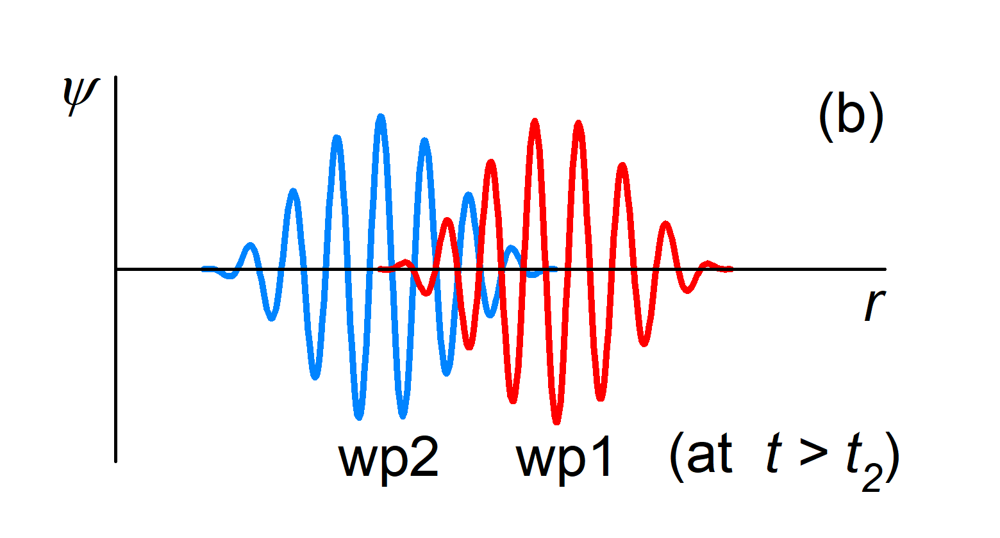 ψ
(b)
r
wp2 wp1 (at t > t₂)